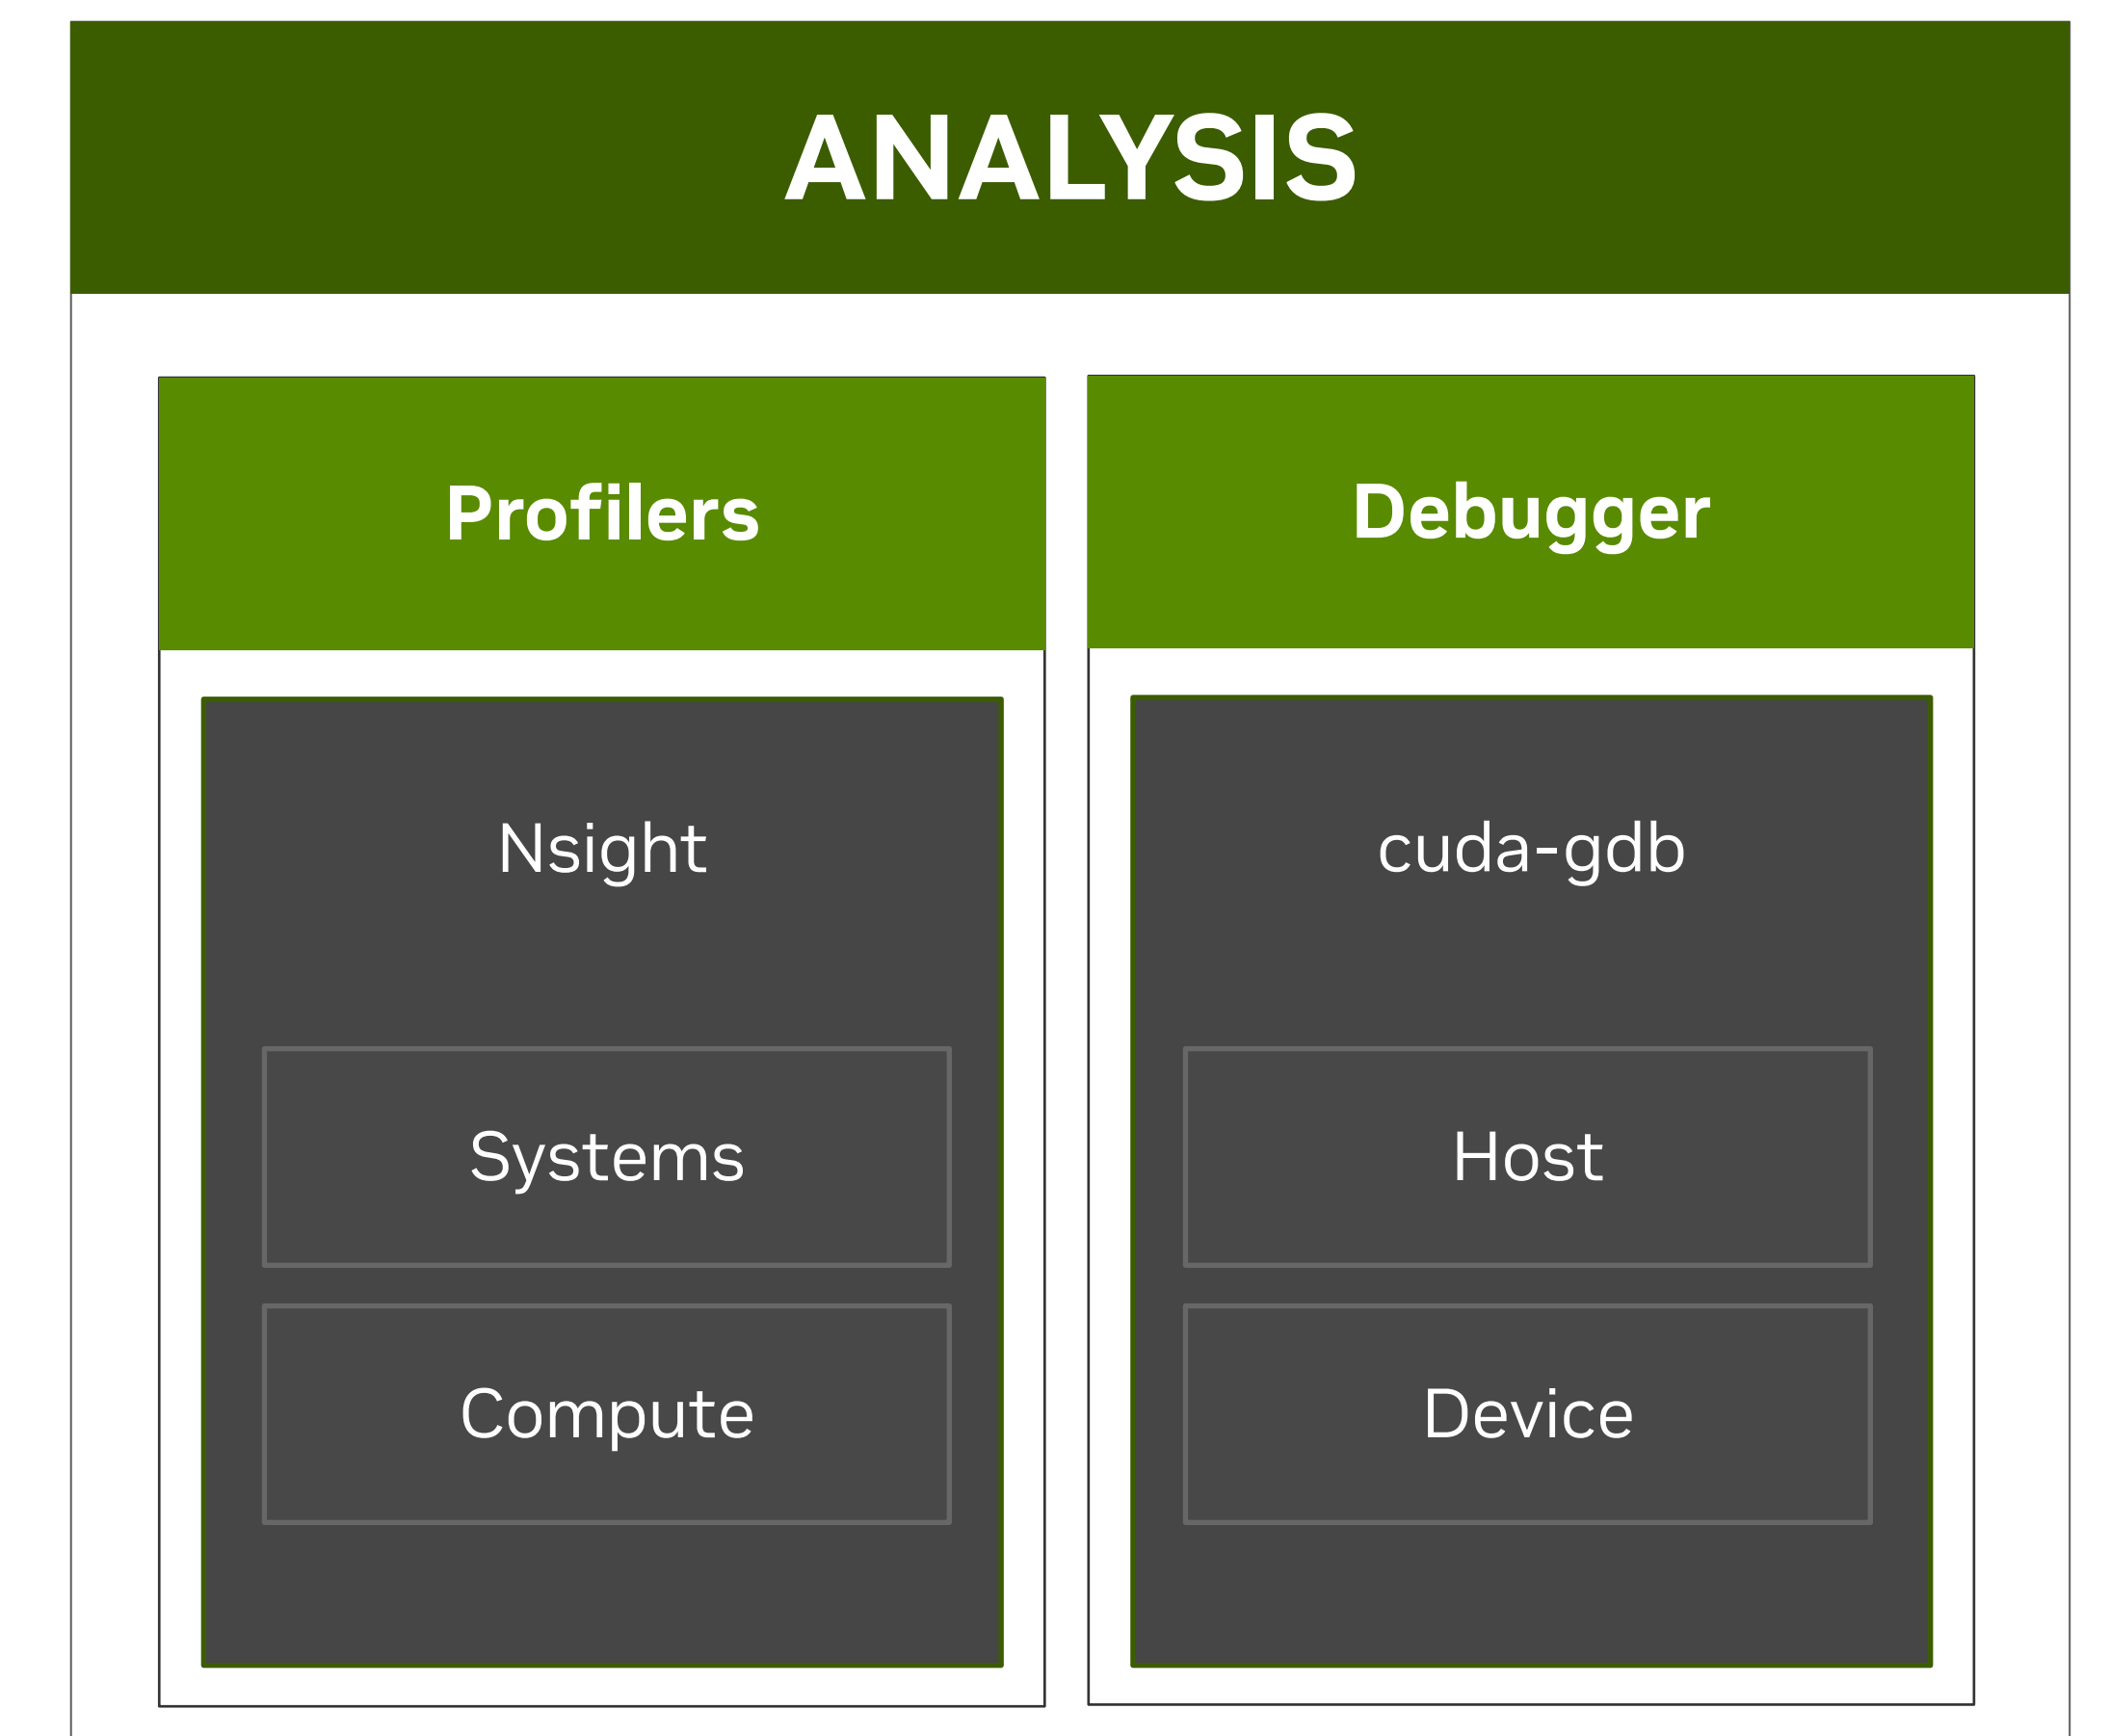 ANALYSIS
Profilers
Nsight
Systems
Compute
Debugger
cuda-gdb
Host
Device